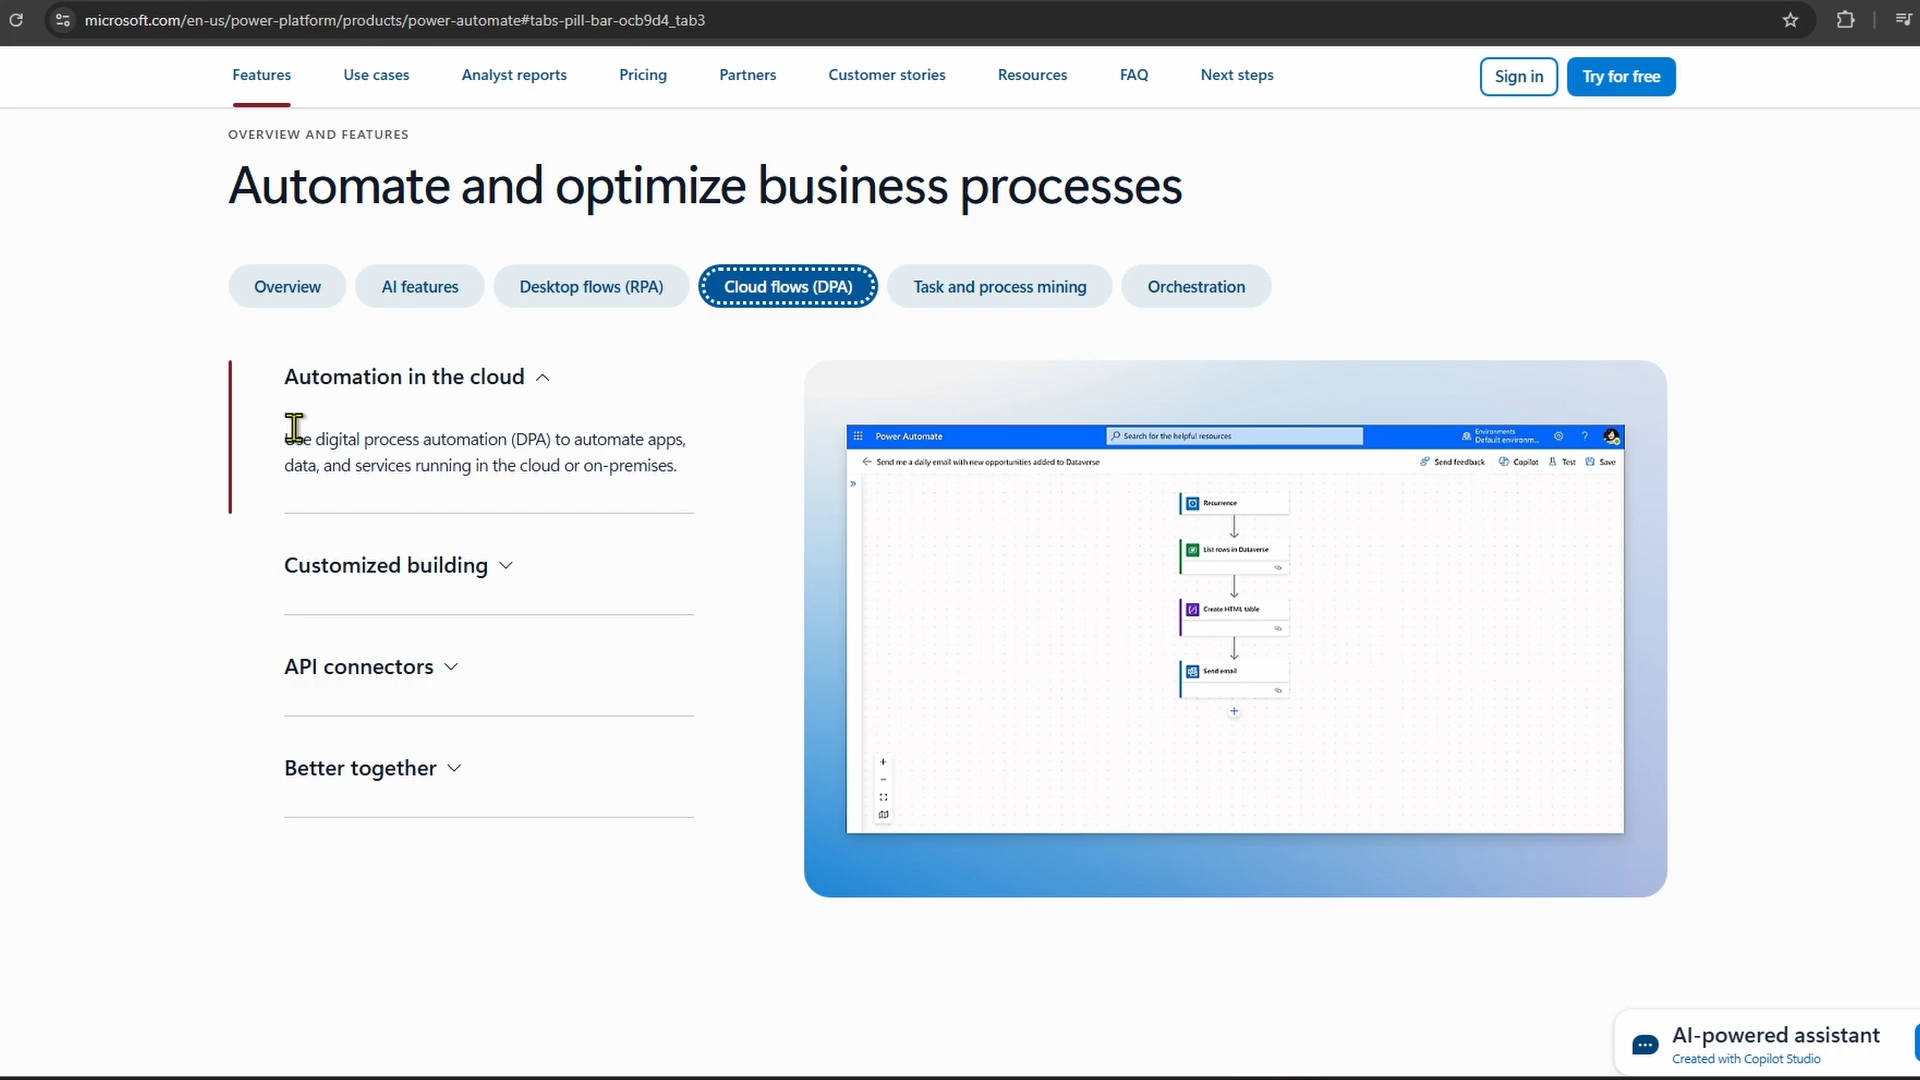 microsoft.com/en-us/power-platform/products/power-automate#tabs-pill-bar-ocb9d4_tab3
Features Use cases Analyst reports Pricing Partners Customer stories Resources FAQ Next steps Sign in Try for free
OVERVIEW AND FEATURES
Automate and optimize business processes
Overview AI features Desktop flows (RPA) Cloud flows (DPA) Task and process mining Orchestration
Automation in the cloud
Use digital process automation (DPA) to automate apps,
data, and services running in the cloud or on-premises.
Customized building
API connectors
Better together
Power Automate Search for the helpful resources
Environments
Default environm...
Send me a daily email with new opportunities added to Dataverse Send feedback Copilot Test Save
Recurrence
List rows in Dataverse
Create HTML table
Send email
AI-powered assistant
Created with Copilot Studio